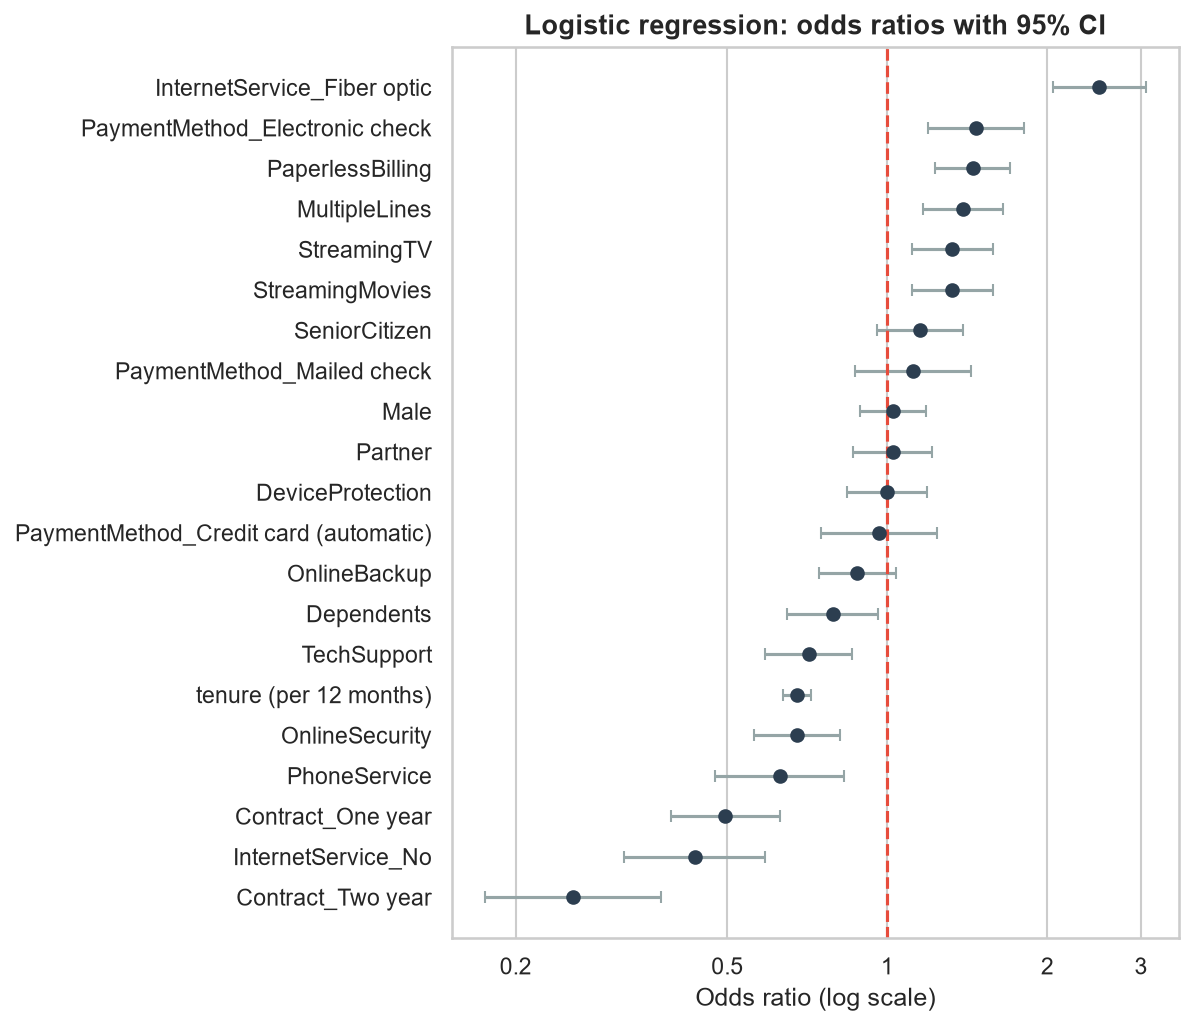 Logistic regression: odds ratios with 95% CI
InternetService_Fiber optic
PaymentMethod_Electronic check
PaperlessBilling
MultipleLines
StreamingTV
StreamingMovies
SeniorCitizen
PaymentMethod_Mailed check
Male
Partner
DeviceProtection
PaymentMethod_Credit card (automatic)
OnlineBackup
Dependents
TechSupport
tenure (per 12 months)
OnlineSecurity
PhoneService
Contract_One year
InternetService_No
Contract_Two year
0.2 0.5 1 2 3
Odds ratio (log scale)